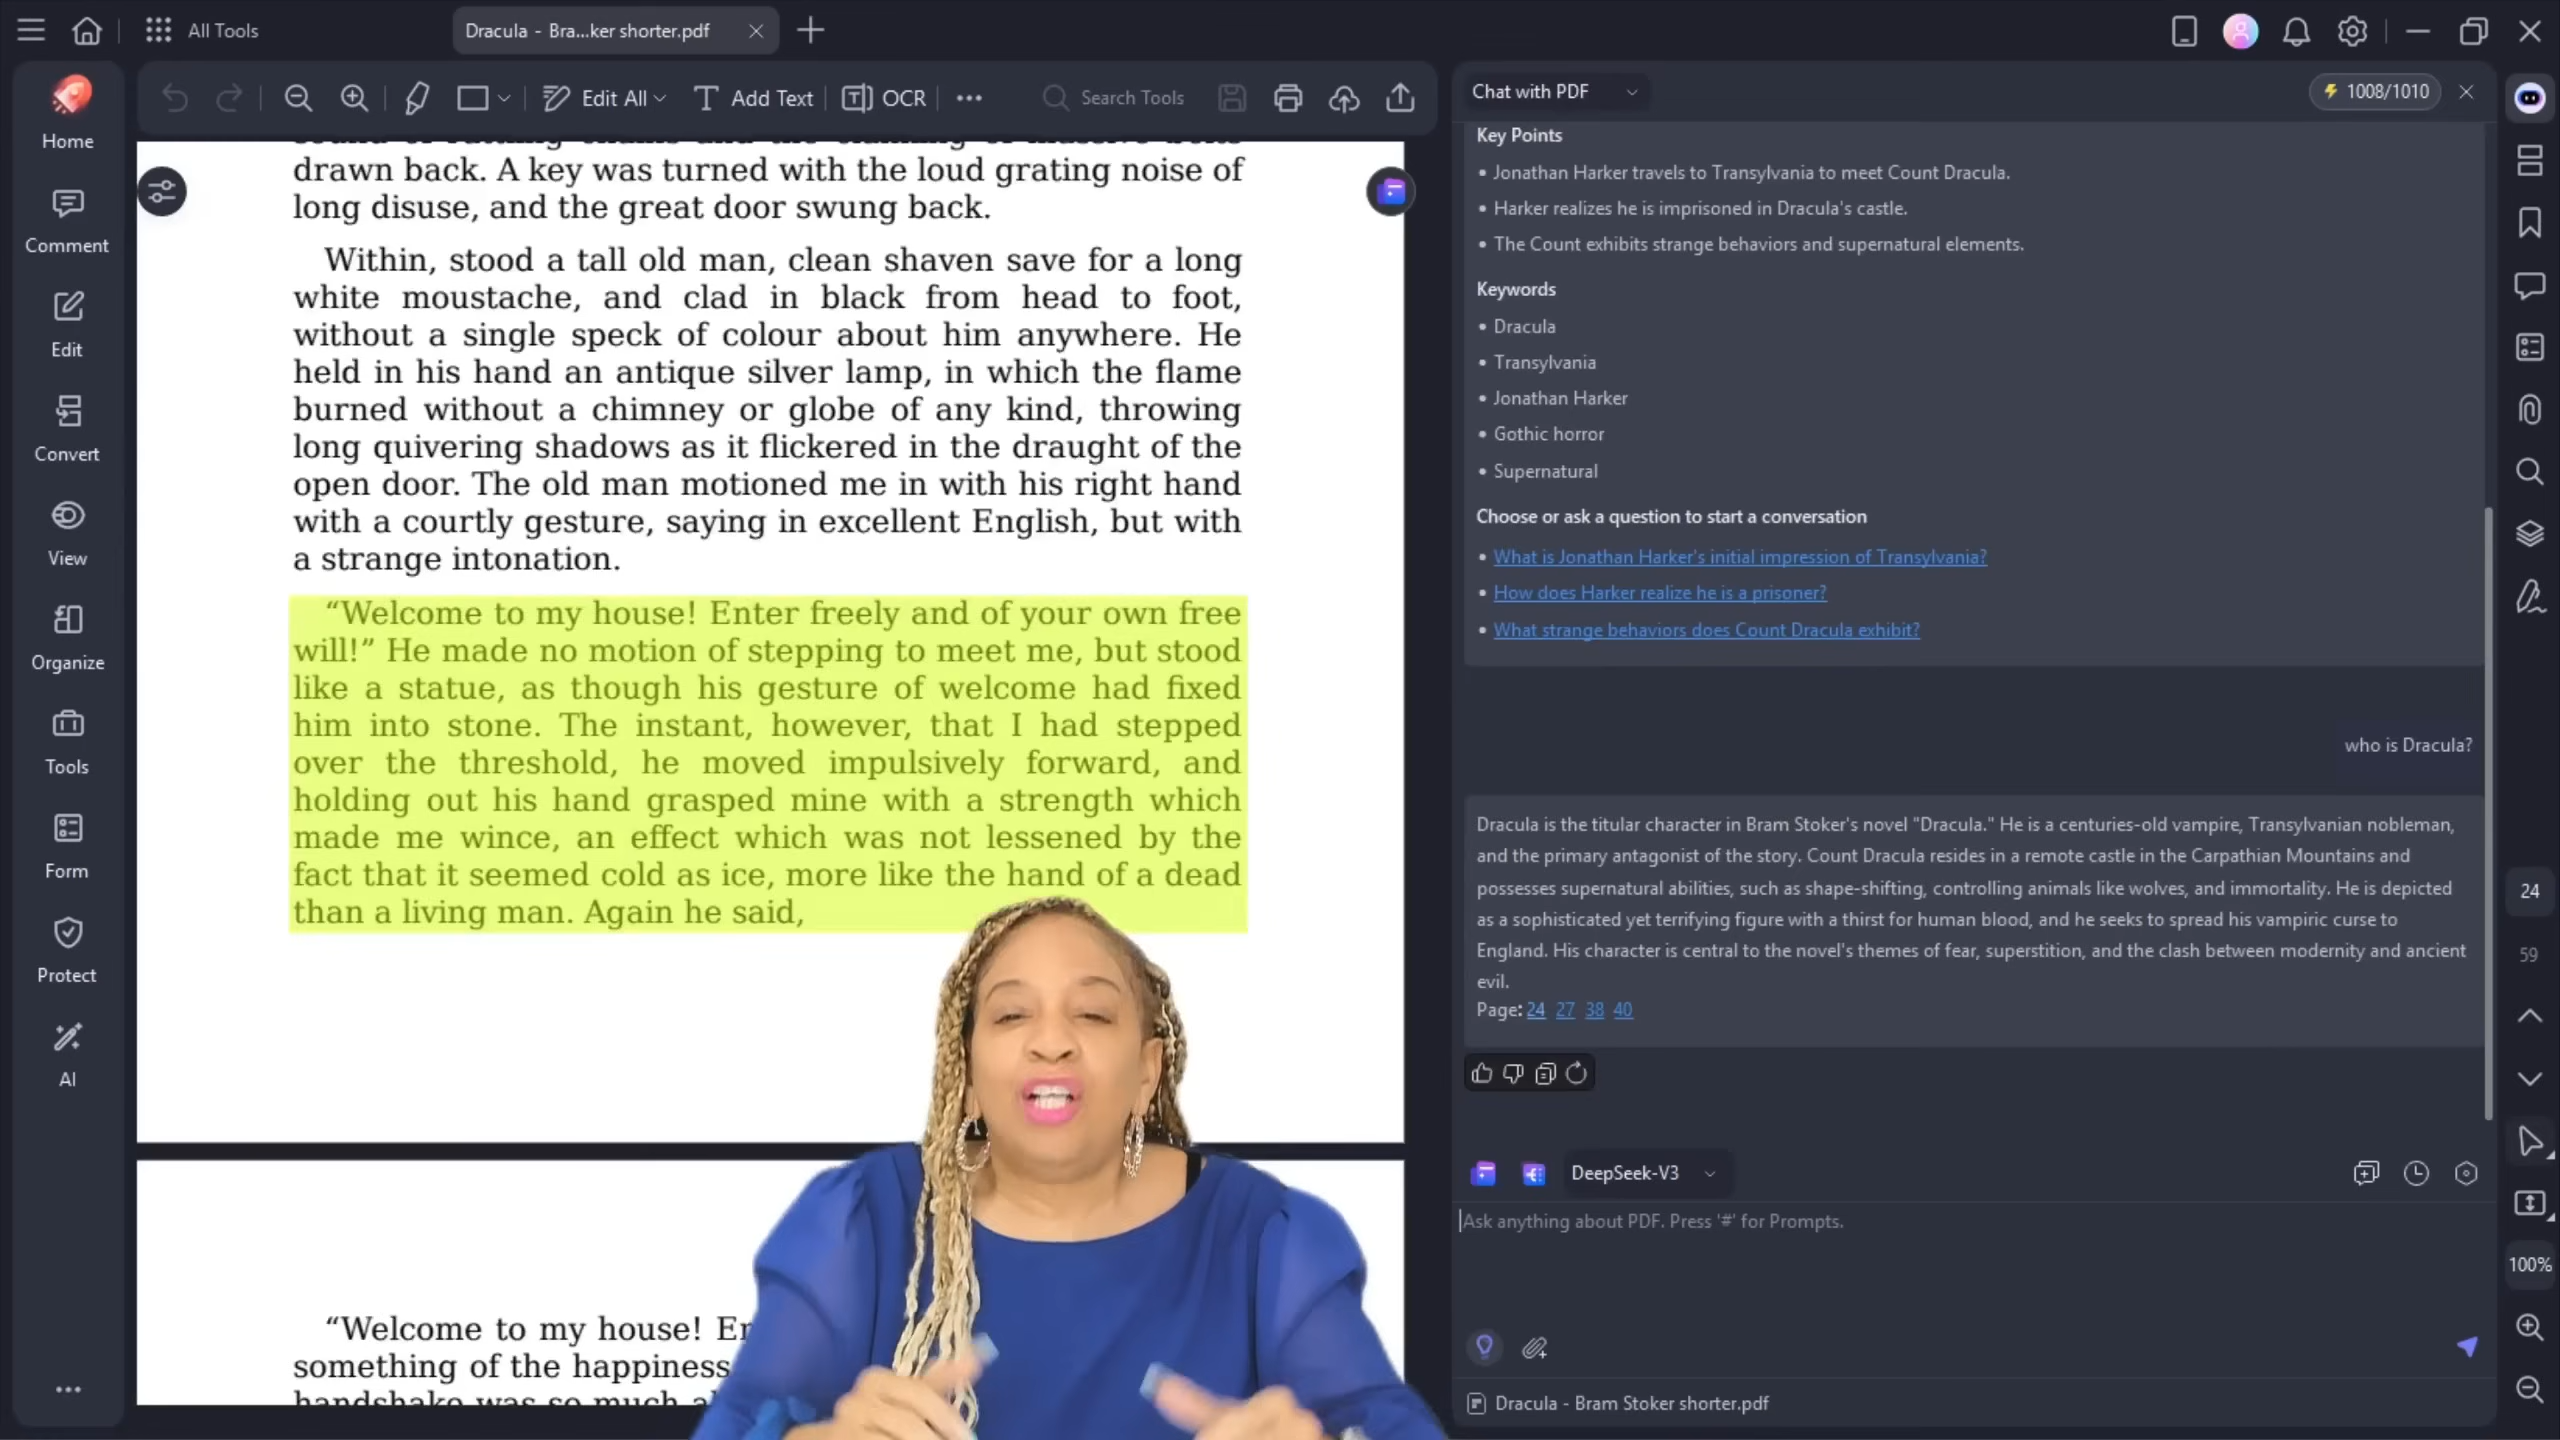 All Tools
Dracula - Bra...ker shorter.pdf
Edit All
Add Text
OCR
Search Tools
Home
Comment
Edit
Convert
View
Organize
Tools
Form
Protect
AI
drawn back. A key was turned with the loud grating noise of
long disuse, and the great door swung back.
Within, stood a tall old man, clean shaven save for a long
white moustache, and clad in black from head to foot,
without a single speck of colour about him anywhere. He
held in his hand an antique silver lamp, in which the flame
burned without a chimney or globe of any kind, throwing
long quivering shadows as it flickered in the draught of the
open door. The old man motioned me in with his right hand
with a courtly gesture, saying in excellent English, but with
a strange intonation.
“Welcome to my house! Enter freely and of your own free
will!” He made no motion of stepping to meet me, but stood
like a statue, as though his gesture of welcome had fixed
him into stone. The instant, however, that I had stepped
over the threshold, he moved impulsively forward, and
holding out his hand grasped mine with a strength which
made me wince, an effect which was not lessened by the
fact that it seemed cold as ice, more like the hand of a dead
than a living man. Again he said,
“Welcome to my house!
something of the happiness
handshake was so much
Chat with PDF
1008/1010
Key Points
• Jonathan Harker travels to Transylvania to meet Count Dracula.
• Harker realizes he is imprisoned in Dracula's castle.
• The Count exhibits strange behaviors and supernatural elements.
Keywords
• Dracula
• Transylvania
• Jonathan Harker
• Gothic horror
• Supernatural
Choose or ask a question to start a conversation
• What is Jonathan Harker's initial impression of Transylvania?
• How does Harker realize he is a prisoner?
• What strange behaviors does Count Dracula exhibit?
who is Dracula?
Dracula is the titular character in Bram Stoker's novel "Dracula." He is a centuries-old vampire, Transylvanian nobleman,
and the primary antagonist of the story. Count Dracula resides in a remote castle in the Carpathian Mountains and
possesses supernatural abilities, such as shape-shifting, controlling animals like wolves, and immortality. He is depicted
as a sophisticated yet terrifying figure with a thirst for human blood, and he seeks to spread his vampiric curse to
England. His character is central to the novel's themes of fear, superstition, and the clash between modernity and ancient
evil.
Page: 24 27 38 40
DeepSeek-V3
Ask anything about PDF. Press '#' for Prompts.
Dracula - Bram Stoker shorter.pdf
24
59
100%